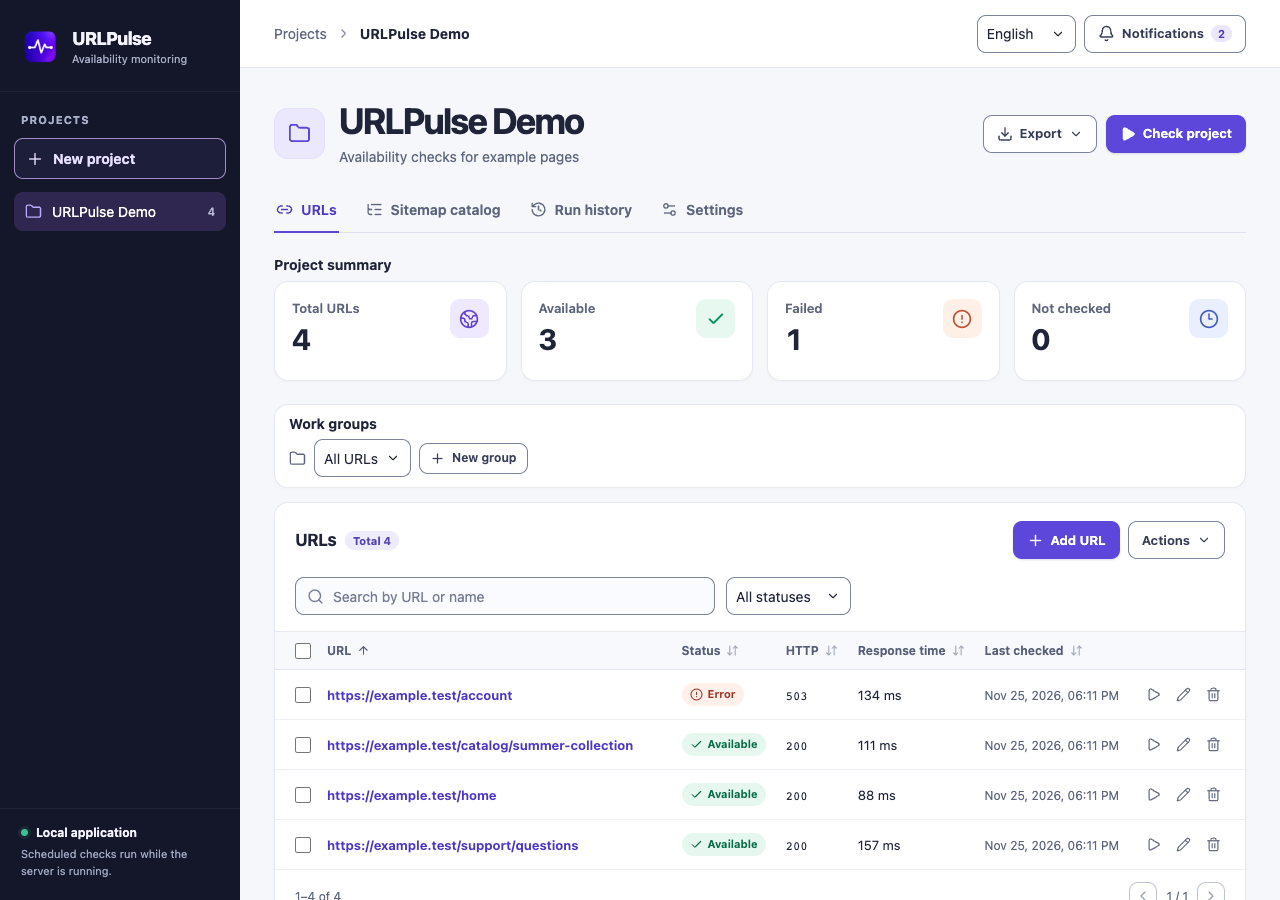 URLPulse
Availability monitoring
PROJECTS
New project
URLPulse Demo 4
Local application
Scheduled checks run while the
server is running.
Projects > URLPulse Demo
English
Notifications 2
URLPulse Demo
Availability checks for example pages
Export
Check project
URLs
Sitemap catalog
Run history
Settings
Project summary
Total URLs
4
Available
3
Failed
1
Not checked
0
Work groups
All URLs
New group
URLs Total 4
Add URL
Actions
Search by URL or name
All statuses
URL Status HTTP Response time Last checked
https://example.test/account Error 503 134 ms Nov 25, 2026, 06:11 PM
https://example.test/catalog/summer-collection Available 200 111 ms Nov 25, 2026, 06:11 PM
https://example.test/home Available 200 88 ms Nov 25, 2026, 06:11 PM
https://example.test/support/questions Available 200 157 ms Nov 25, 2026, 06:11 PM
1–4 of 4 1 / 1